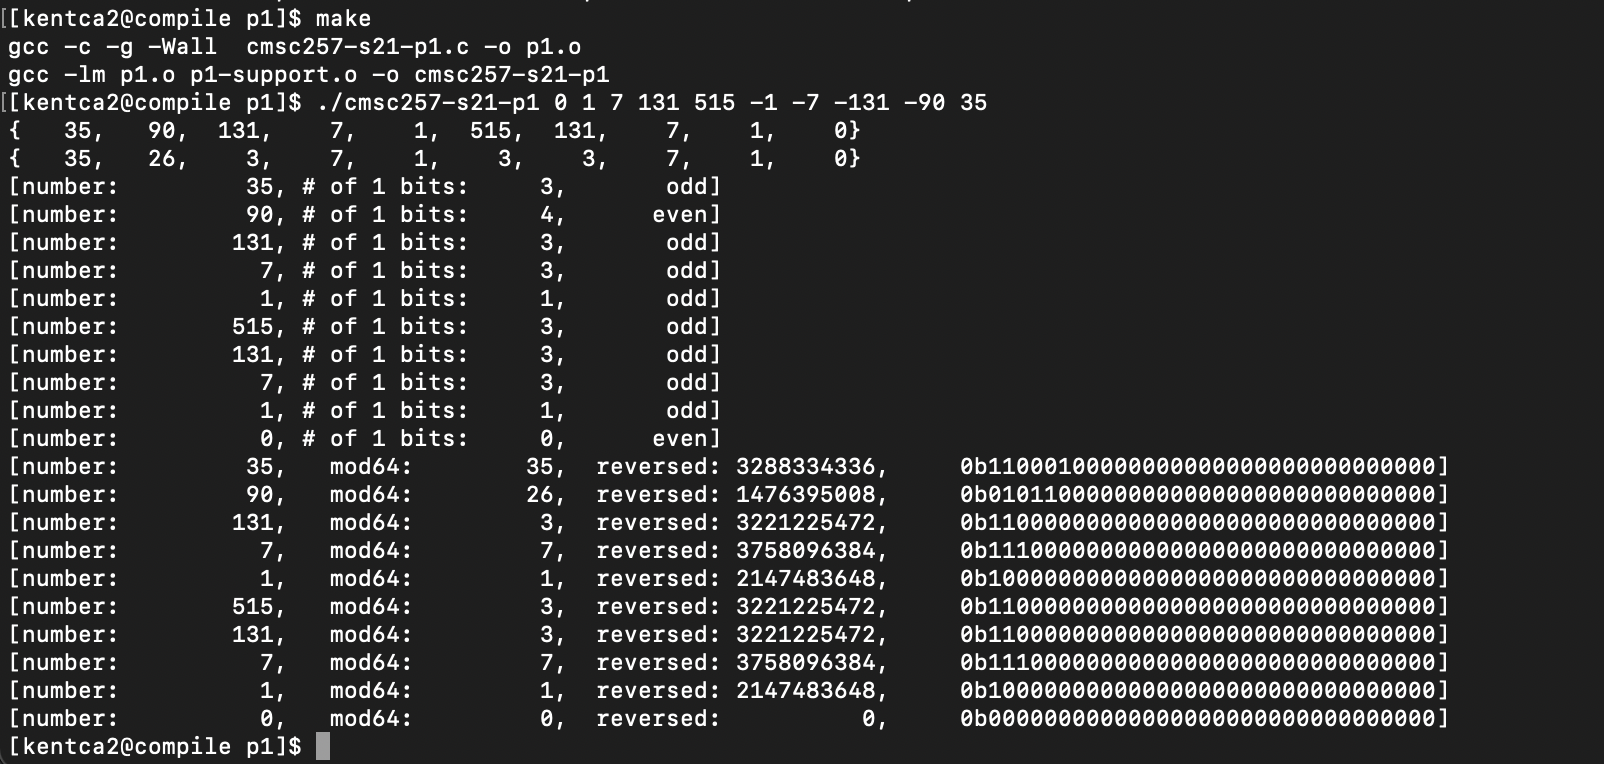 [[kentca2@compile p1]$ make
gcc -c -g -Wall  cmsc257-s21-p1.c -o p1.o
gcc -lm p1.o p1-support.o -o cmsc257-s21-p1
[[kentca2@compile p1]$ ./cmsc257-s21-p1 0 1 7 131 515 -1 -7 -131 -90 35
{   35,   90,  131,    7,    1,  515,  131,    7,    1,    0}
{   35,   26,    3,    7,    1,    3,    3,    7,    1,    0}
[number:         35, # of 1 bits:     3,       odd]
[number:         90, # of 1 bits:     4,      even]
[number:        131, # of 1 bits:     3,       odd]
[number:          7, # of 1 bits:     3,       odd]
[number:          1, # of 1 bits:     1,       odd]
[number:        515, # of 1 bits:     3,       odd]
[number:        131, # of 1 bits:     3,       odd]
[number:          7, # of 1 bits:     3,       odd]
[number:          1, # of 1 bits:     1,       odd]
[number:          0, # of 1 bits:     0,      even]
[number:         35,   mod64:        35,  reversed: 3288334336,     0b11000100000000000000000000000000]
[number:         90,   mod64:        26,  reversed: 1476395008,     0b01011000000000000000000000000000]
[number:        131,   mod64:         3,  reversed: 3221225472,     0b11000000000000000000000000000000]
[number:          7,   mod64:         7,  reversed: 3758096384,     0b11100000000000000000000000000000]
[number:          1,   mod64:         1,  reversed: 2147483648,     0b10000000000000000000000000000000]
[number:        515,   mod64:         3,  reversed: 3221225472,     0b11000000000000000000000000000000]
[number:        131,   mod64:         3,  reversed: 3221225472,     0b11000000000000000000000000000000]
[number:          7,   mod64:         7,  reversed: 3758096384,     0b11100000000000000000000000000000]
[number:          1,   mod64:         1,  reversed: 2147483648,     0b10000000000000000000000000000000]
[number:          0,   mod64:         0,  reversed:          0,     0b00000000000000000000000000000000]
[kentca2@compile p1]$